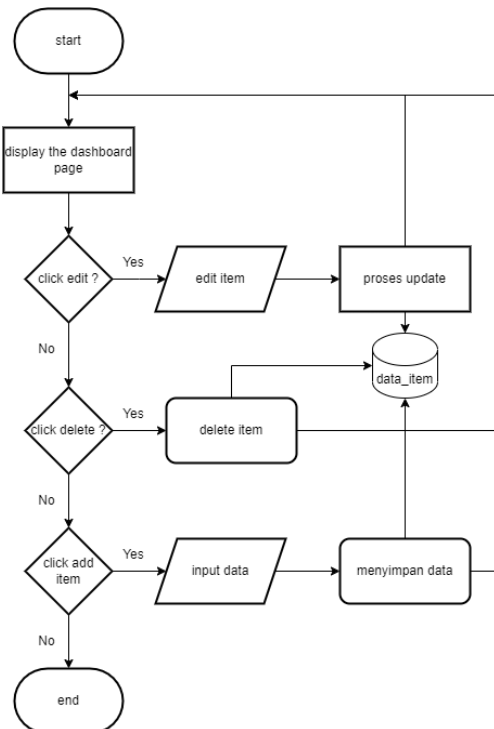 start
display the dashboard
page
click edit ?
Yes
edit item
proses update
No
data_item
click delete ?
Yes
delete item
No
click add
item
Yes
input data
menyimpan data
No
end